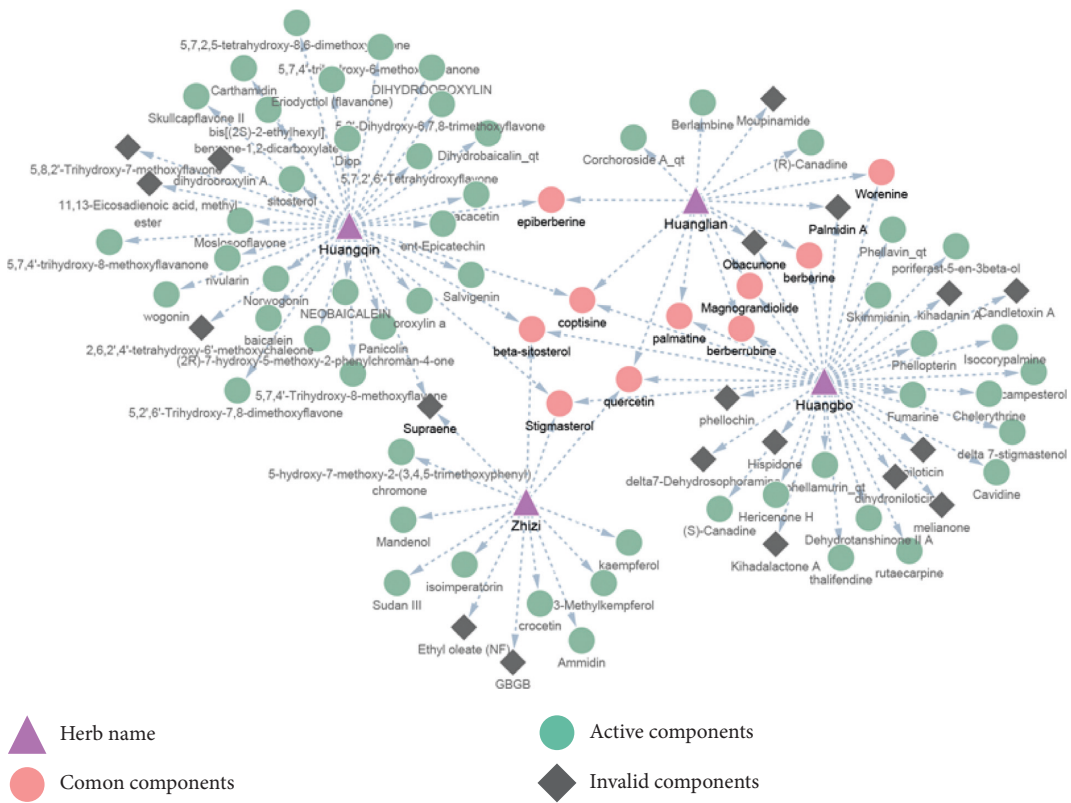 5,7,2,5-tetrahydroxy-8,6-dimethoxyflavone
5,7,4'-trihydroxy-6-methoxyflavanone
Carthamidin
Eriodyctiol (flavanone)
DIHYDROOROXYLIN
Skullcapflavone II
bis[(2S)-2-ethylhexyl]
benzene-1,2-dicarboxylate
5,2'-Dihydroxy-6,7,8-trimethoxyflavone
Diop
Dihydrobaicalin_qt
5,8,2'-Trihydroxy-7-methoxyflavone
dihydrooroxylin A
5,7,2',6'-Tetrahydroxyflavone
11,13-Eicosadienoic acid, methyl
ester
sitosterol
acacetin
Moslosooflavone
Huangqin
ent-Epicatechin
5,7,4'-trihydroxy-8-methoxyflavanone
rivularin
Salvigenin
wogonin
Norwogonin
NEOBAICALEIN
oroxylin a
baicalein
2,6,2',4'-tetrahydroxy-6'-methoxychaleone
Panicolin
(2R)-7-hydroxy-5-methoxy-2-phenylchroman-4-one
5,7,4'-Trihydroxy-8-methoxyflavone
5,2',6'-Trihydroxy-7,8-dimethoxyflavone
Supraene
Berlambine
Moupinamide
Corchoroside A_qt
(R)-Canadine
Worenine
epiberberine
Huanglian
Palmidin A
Obacunone
berberine
Phellavin_qt
poriferast-5-en-3beta-ol
Magnograndiolide
Skimmianin
kihadanin A
Candletoxin A
coptisine
palmatine
berberrubine
beta-sitosterol
quercetin
Stigmasterol
Phellopterin
Isocorypalmine
Huangbo
campesterol
Fumarine
Chelerythrine
phellochin
delta 7-stigmastenol
Hispidone
niloticin
delta7-Dehydrosophoramine
phellamurin_qt
dihydroniloticin
Cavidine
(S)-Canadine
Hericenone H
melianone
Dehydrotanshinone II A
Kihadalactone A
thalifendine
rutaecarpine
5-hydroxy-7-methoxy-2-(3,4,5-trimethoxyphenyl)
chromone
Zhizi
Mandenol
kaempferol
isoimperatorin
Sudan III
3-Methylkempferol
crocetin
Ethyl oleate (NF)
Ammidin
GBGB
Herb name
Active components
Comon components
Invalid components